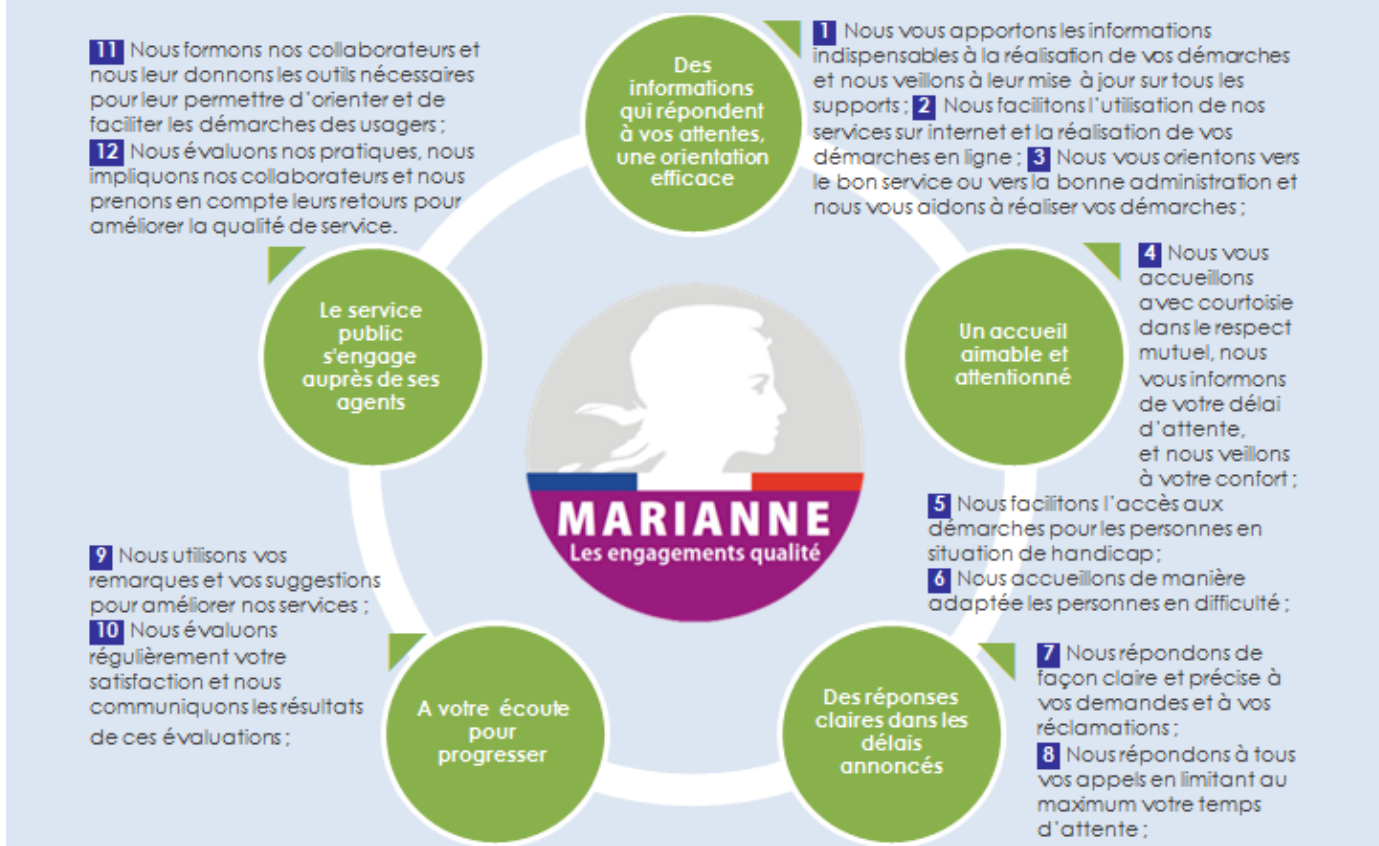 Des
informations
qui répondent
à vos attentes,
une orientation
efficace
1 Nous vous apportons les informations
indispensables à la réalisation de vos démarches
et nous veillons à leur mise à jour sur tous les
supports ; 2 Nous facilitons l'utilisation de nos
services sur internet et la réalisation de vos
démarches en ligne ; 3 Nous vous orientons vers
le bon service ou vers la bonne administration et
nous vous aidons à réaliser vos démarches ;
Un accueil
aimable et
attentionné
4 Nous vous
accueillons
avec courtoisie
dans le respect
mutuel, nous
vous informons
de votre délai
d'attente,
et nous veillons
à votre confort ;
5 Nous facilitons l'accès aux
démarches pour les personnes en
situation de handicap ;
6 Nous accueillons de manière
adaptée les personnes en difficulté ;
Des réponses
claires dans les
délais
annoncés
7 Nous répondons de
façon claire et précise à
vos demandes et à vos
réclamations ;
8 Nous répondons à tous
vos appels en limitant au
maximum votre temps
d'attente ;
A votre écoute
pour
progresser
9 Nous utilisons vos
remarques et vos suggestions
pour améliorer nos services ;
10 Nous évaluons
régulièrement votre
satisfaction et nous
communiquons les résultats
de ces évaluations ;
Le service
public
s'engage
auprès de ses
agents
11 Nous formons nos collaborateurs et
nous leur donnons les outils nécessaires
pour leur permettre d'orienter et de
faciliter les démarches des usagers ;
12 Nous évaluons nos pratiques, nous
impliquons nos collaborateurs et nous
prenons en compte leurs retours pour
améliorer la qualité de service.
MARIANNE
Les engagements qualité